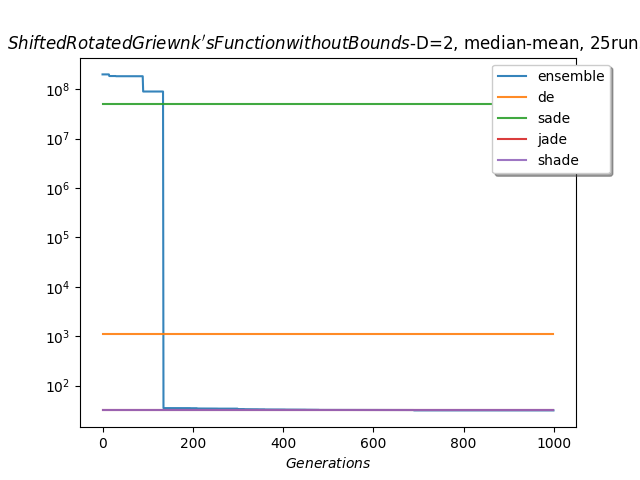 ShiftedRotatedGriewnk'sFunctionwithoutBounds-D=2, median-mean, 25run
ensemble
de
sade
jade
shade
10^8
10^7
10^6
10^5
10^4
10^3
10^2
0 200 400 600 800 1000
Generations